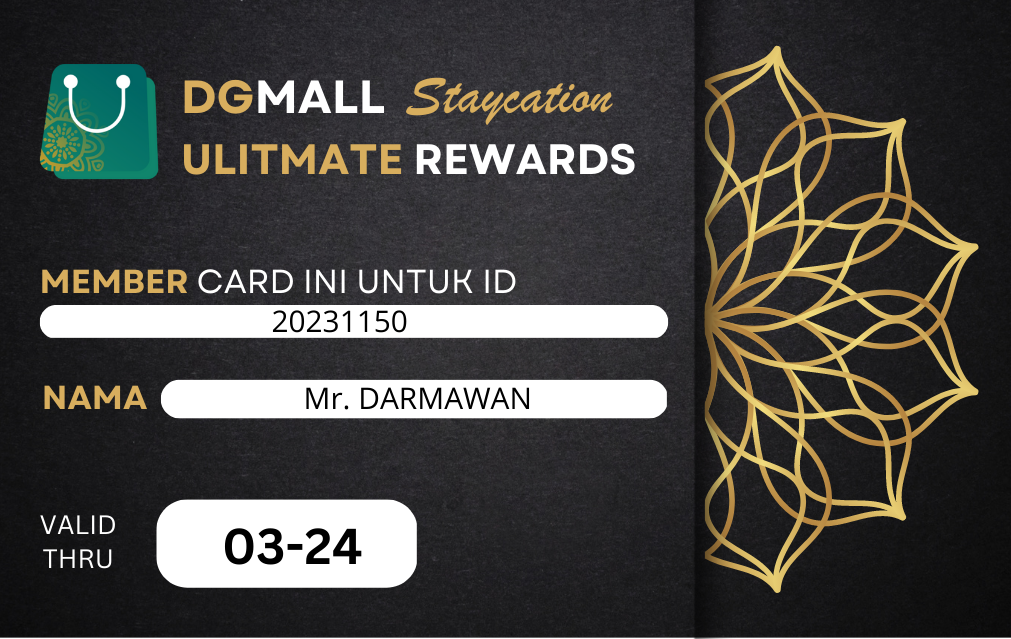 DGMALL Staycation
ULITMATE REWARDS
MEMBER CARD INI UNTUK ID
20231150
NAMA Mr. DARMAWAN
VALID
THRU
03-24